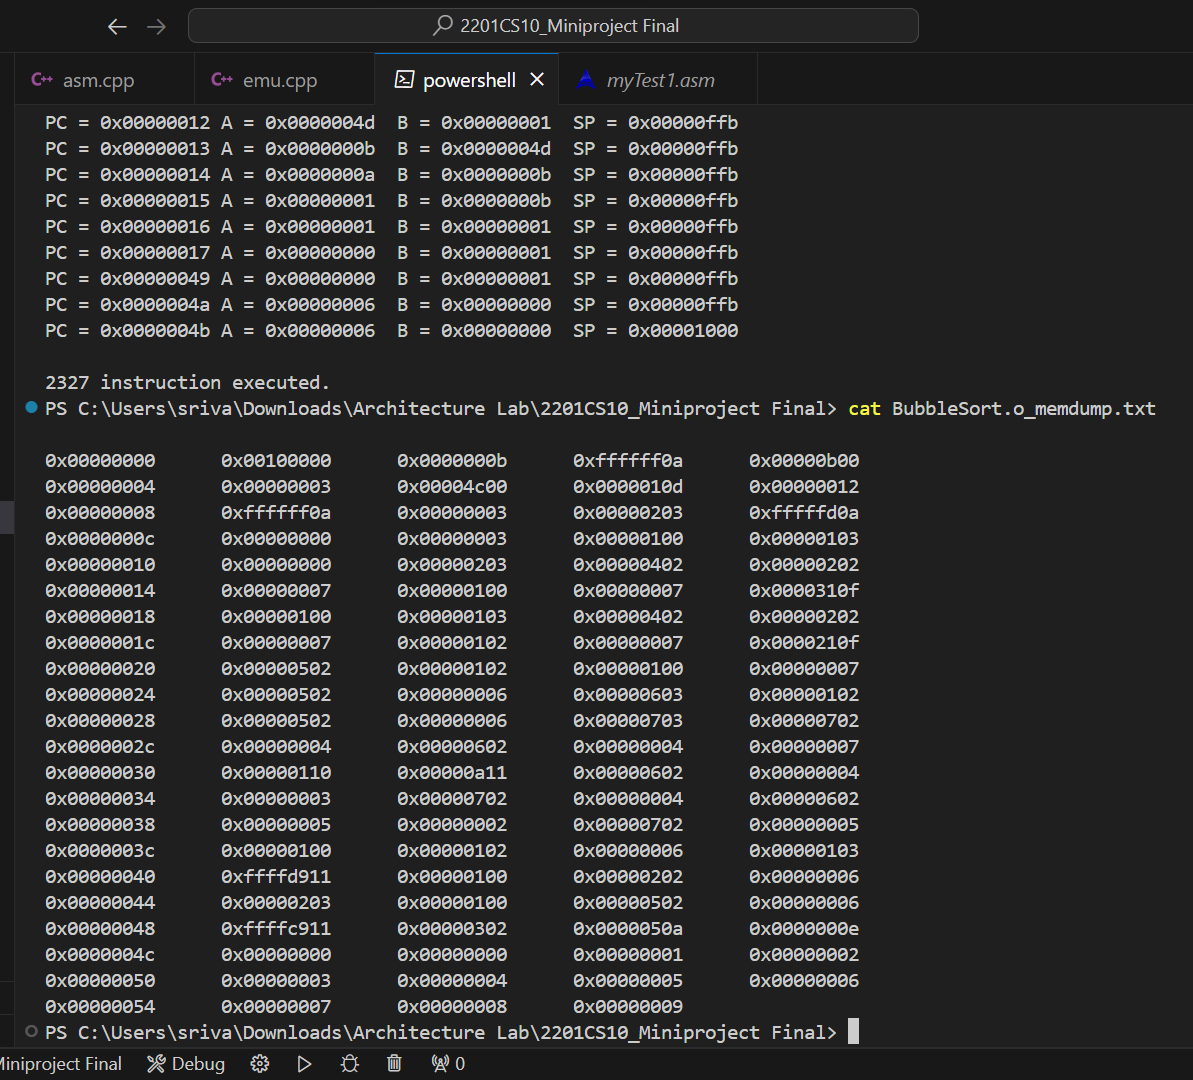 2201CS10_Miniproject Final
C++ asm.cpp C++ emu.cpp powershell myTest1.asm
PC = 0x00000012 A = 0x0000004d B = 0x00000001 SP = 0x00000ffb
PC = 0x00000013 A = 0x0000000b B = 0x0000004d SP = 0x00000ffb
PC = 0x00000014 A = 0x0000000a B = 0x0000000b SP = 0x00000ffb
PC = 0x00000015 A = 0x00000001 B = 0x0000000b SP = 0x00000ffb
PC = 0x00000016 A = 0x00000001 B = 0x00000001 SP = 0x00000ffb
PC = 0x00000017 A = 0x00000000 B = 0x00000001 SP = 0x00000ffb
PC = 0x00000049 A = 0x00000000 B = 0x00000001 SP = 0x00000ffb
PC = 0x0000004a A = 0x00000006 B = 0x00000000 SP = 0x00000ffb
PC = 0x0000004b A = 0x00000006 B = 0x00000000 SP = 0x00001000
2327 instruction executed.
PS C:\Users\sriva\Downloads\Architecture Lab\2201CS10_Miniproject Final> cat BubbleSort.o_memdump.txt
0x00000000 0x00100000 0x0000000b 0xffffff0a 0x00000b00
0x00000004 0x00000003 0x00004c00 0x0000010d 0x00000012
0x00000008 0xffffff0a 0x00000003 0x00000203 0xfffffd0a
0x0000000c 0x00000000 0x00000003 0x00000100 0x00000103
0x00000010 0x00000000 0x00000203 0x00000402 0x00000202
0x00000014 0x00000007 0x00000100 0x00000007 0x0000310f
0x00000018 0x00000100 0x00000103 0x00000402 0x00000202
0x0000001c 0x00000007 0x00000102 0x00000007 0x0000210f
0x00000020 0x00000502 0x00000102 0x00000100 0x00000007
0x00000024 0x00000502 0x00000006 0x00000603 0x00000102
0x00000028 0x00000502 0x00000006 0x00000703 0x00000702
0x0000002c 0x00000004 0x00000602 0x00000004 0x00000007
0x00000030 0x00000110 0x00000a11 0x00000602 0x00000004
0x00000034 0x00000003 0x00000702 0x00000004 0x00000602
0x00000038 0x00000005 0x00000002 0x00000702 0x00000005
0x0000003c 0x00000100 0x00000102 0x00000006 0x00000103
0x00000040 0xffffd911 0x00000100 0x00000202 0x00000006
0x00000044 0x00000203 0x00000100 0x00000502 0x00000006
0x00000048 0xffffc911 0x00000302 0x0000050a 0x0000000e
0x0000004c 0x00000000 0x00000000 0x00000001 0x00000002
0x00000050 0x00000003 0x00000004 0x00000005 0x00000006
0x00000054 0x00000007 0x00000008 0x00000009
PS C:\Users\sriva\Downloads\Architecture Lab\2201CS10_Miniproject Final>
Miniproject Final Debug 0